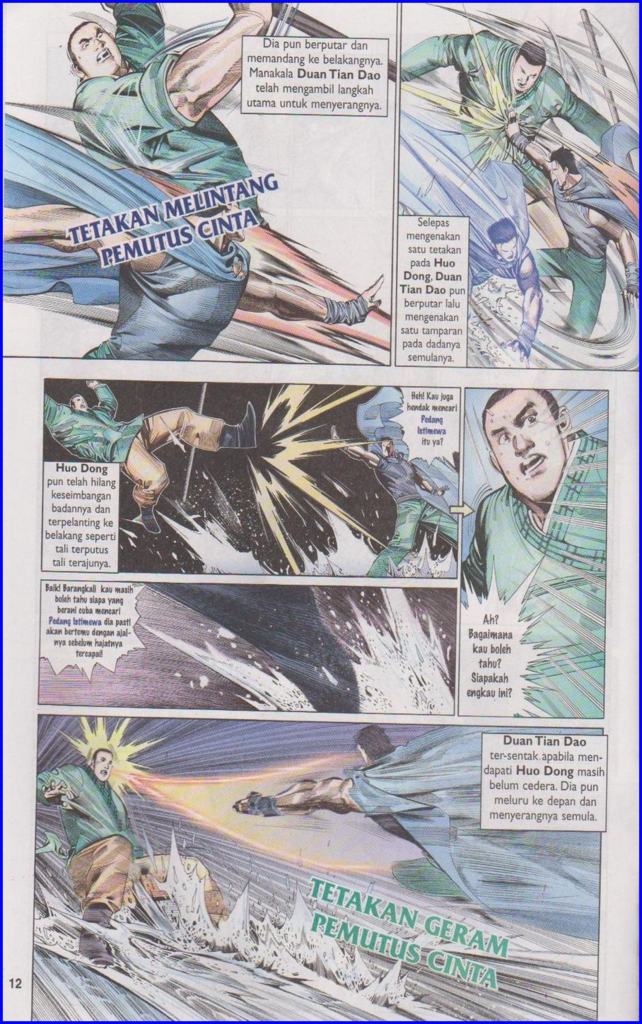 Dia pun berputar dan
memandang ke belakangnya.
Manakala Duan Tian Dao
telah mengambil langkah
utama untuk menyerangnya.
TETAKAN MELINTANG
PEMUTUS CINTA
Selepas
mengenakan
satu tetakan
pada Huo
Dong, Duan
Tian Dao pun
berputar lalu
mengenakan
satu tamparan
pada dadanya
semulanya.
Huo Dong
pun telah hilang
keseimbangan
badannya dan
terpelanting ke
belakang seperti
tali terputus
tali terajunya.
Heh! Kau juga
hendak mencari
Pedang
Istimewa
itu ya?
Ah?
Bagaimana
kau boleh
tahu?
Siapakah
engkau ini?
Baik! Barangkali kau masih
boleh tahu siapa yang
berani cuba mencari
Pedang Istimewa dia pasti
akan bertemu dengan ajal-
nya sebelum hajatnya
tercapai!
Duan Tian Dao
ter-sentak apabila men-
dapati Huo Dong masih
belum cedera. Dia pun
meluru ke depan dan
menyerangnya semula.
TETAKAN GERAM
PEMUTUS CINTA
12